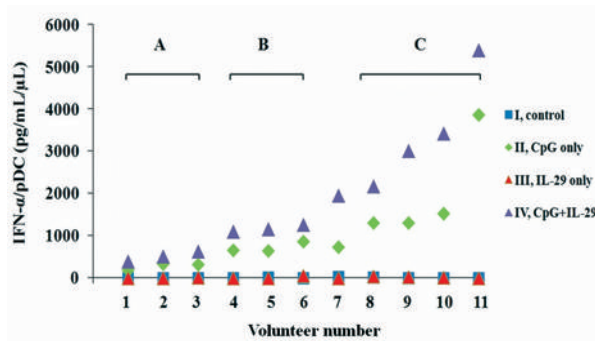 6000
A
B
C
5000
4000
3000
2000
1000
0
IFN-α/pDC (pg/mL/μL)
I, control
II, CpG only
III, IL-29 only
IV, CpG+IL-29
1 2 3 4 5 6 7 8 9 10 11
Volunteer number